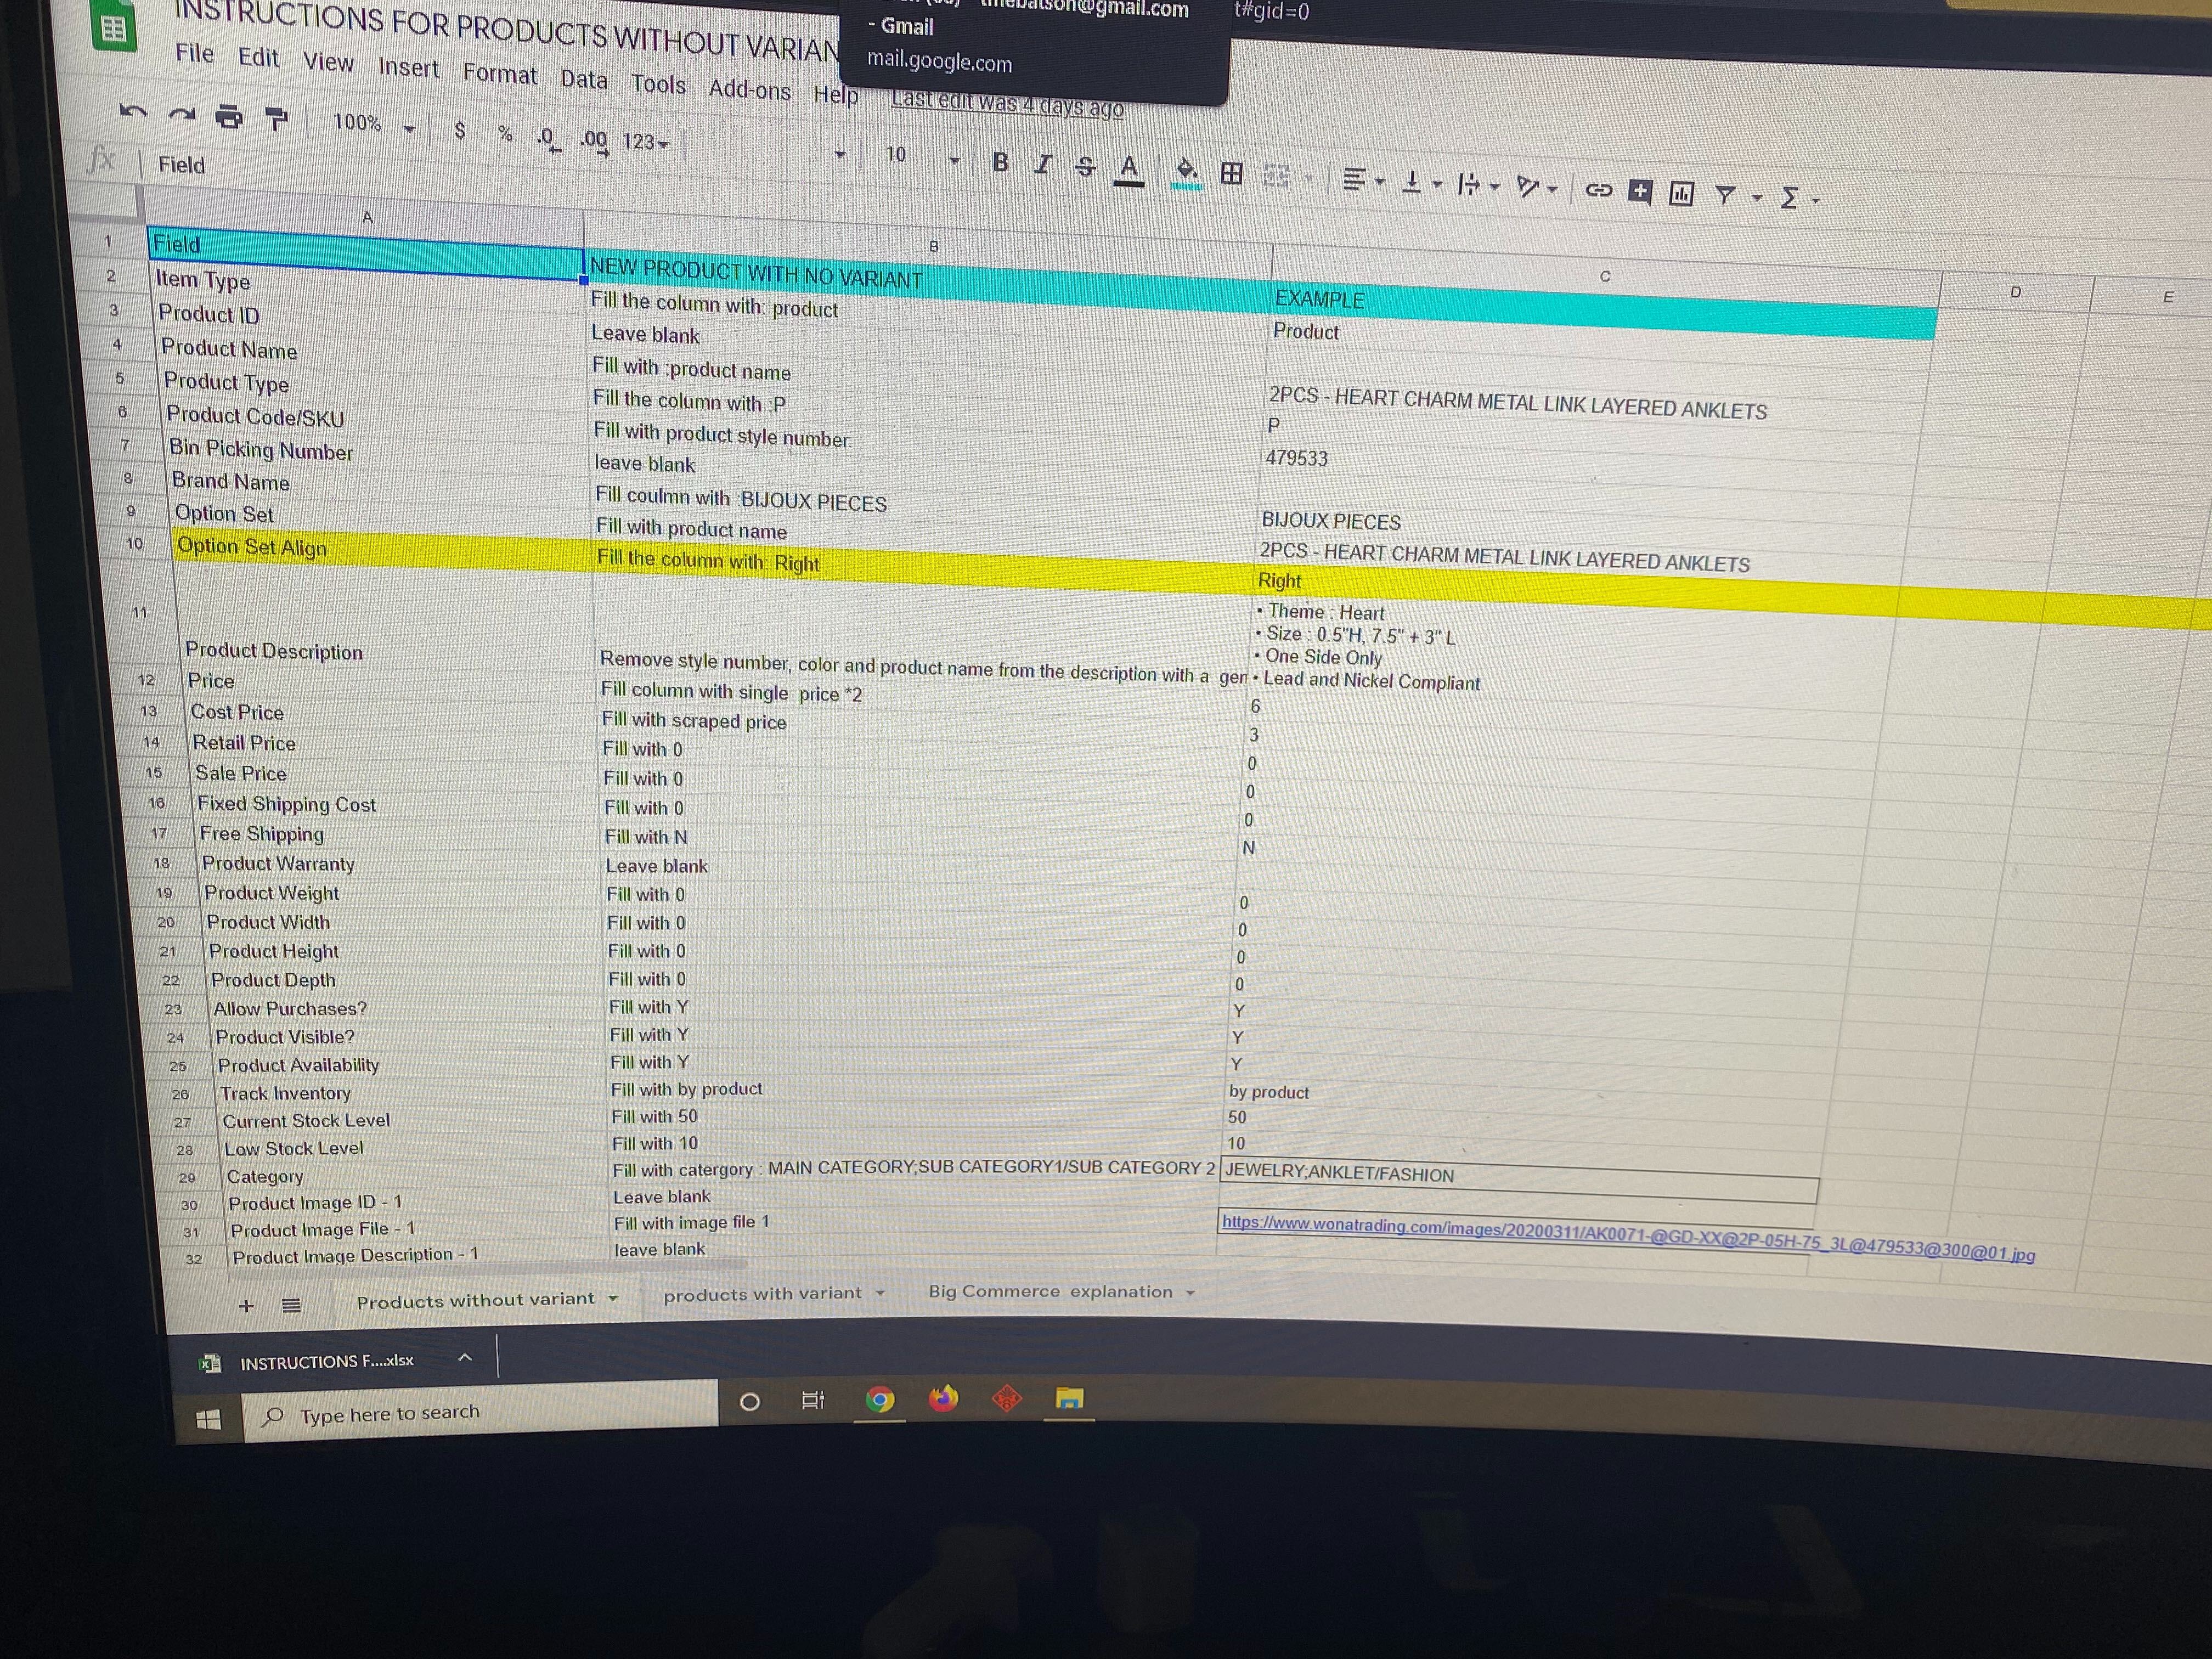 INSTRUCTIONS FOR PRODUCTS WITHOUT VARIAN
@gmail.com
- Gmail
mail.google.com
t#gid=0
File Edit View Insert Format Data Tools Add-ons Help Last edit was 4 days ago
100% $ % .0 .00 123 10 B I S A
fx Field
A B C D E
1 Field NEW PRODUCT WITH NO VARIANT EXAMPLE
2 Item Type Fill the column with: product Product
3 Product ID Leave blank
4 Product Name Fill with :product name 2PCS - HEART CHARM METAL LINK LAYERED ANKLETS
5 Product Type Fill the column with :P P
6 Product Code/SKU Fill with product style number. 479533
7 Bin Picking Number leave blank
8 Brand Name Fill coulmn with :BIJOUX PIECES BIJOUX PIECES
9 Option Set Fill with product name 2PCS - HEART CHARM METAL LINK LAYERED ANKLETS
10 Option Set Align Fill the column with: Right Right
• Theme : Heart
• Size : 0.5"H, 7.5" + 3" L
• One Side Only
11 Product Description Remove style number, color and product name from the description with a gen • Lead and Nickel Compliant
12 Price Fill column with single price *2 6
13 Cost Price Fill with scraped price 3
14 Retail Price Fill with 0 0
15 Sale Price Fill with 0 0
16 Fixed Shipping Cost Fill with 0 0
17 Free Shipping Fill with N N
18 Product Warranty Leave blank
19 Product Weight Fill with 0 0
20 Product Width Fill with 0 0
21 Product Height Fill with 0 0
22 Product Depth Fill with 0 0
23 Allow Purchases? Fill with Y Y
24 Product Visible? Fill with Y Y
25 Product Availability Fill with Y Y
26 Track Inventory Fill with by product by product
27 Current Stock Level Fill with 50 50
28 Low Stock Level Fill with 10 10
29 Category Fill with catergory : MAIN CATEGORY;SUB CATEGORY1/SUB CATEGORY 2 JEWELRY;ANKLET/FASHION
30 Product Image ID - 1 Leave blank
31 Product Image File - 1 Fill with image file 1 https://www.wonatrading.com/images/20200311/AK0071-@GD-XX@2P-05H-75_3L@479533@300@01.jpg
32 Product Image Description - 1 leave blank
Products without variant products with variant Big Commerce explanation
INSTRUCTIONS F....xlsx
Type here to search